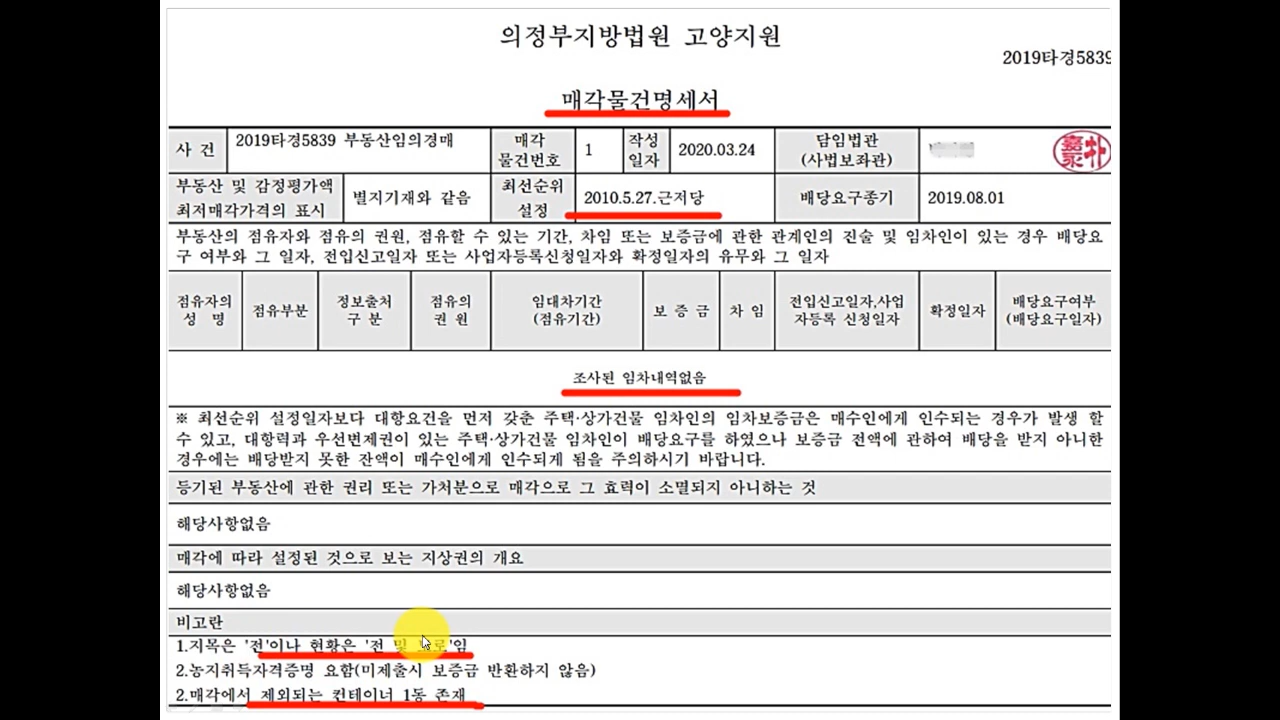 의정부지방법원 고양지원
2019타경5839
매각물건명세서
사 건
2019타경5839 부동산임의경매
매각
물건번호
1
작성
일자
2020.03.24
담임법관
(사법보좌관)
부동산 및 감정평가액
최저매각가격의 표시
별지기재와 같음
최선순위
설정
2010.5.27.근저당
배당요구종기
2019.08.01
부동산의 점유자와 점유의 권원, 점유할 수 있는 기간, 차임 또는 보증금에 관한 관계인의 진술 및 임차인이 있는 경우 배당요
구 여부와 그 일자, 전입신고일자 또는 사업자등록신청일자와 확정일자의 유무와 그 일자
점유자의
성 명
점유부분
정보출처
구 분
점유의
권 원
임대차기간
(점유기간)
보 증 금
차 임
전입신고일자,사업
자등록 신청일자
확정일자
배당요구여부
(배당요구일자)
조사된 임차내역없음
※ 최선순위 설정일자보다 대항요건을 먼저 갖춘 주택·상가건물 임차인의 임차보증금은 매수인에게 인수되는 경우가 발생 할
수 있고, 대항력과 우선변제권이 있는 주택·상가건물 임차인이 배당요구를 하였으나 보증금 전액에 관하여 배당을 받지 아니한
경우에는 배당받지 못한 잔액이 매수인에게 인수되게 됨을 주의하시기 바랍니다.
등기된 부동산에 관한 권리 또는 가처분으로 매각으로 그 효력이 소멸되지 아니하는 것
해당사항없음
매각에 따라 설정된 것으로 보는 지상권의 개요
해당사항없음
비고란
1.지목은 '전'이나 현황은 '전 및 로'임
2.농지취득자격증명 요함(미제출시 보증금 반환하지 않음)
2.매각에서 제외되는 컨테이너 1동 존재